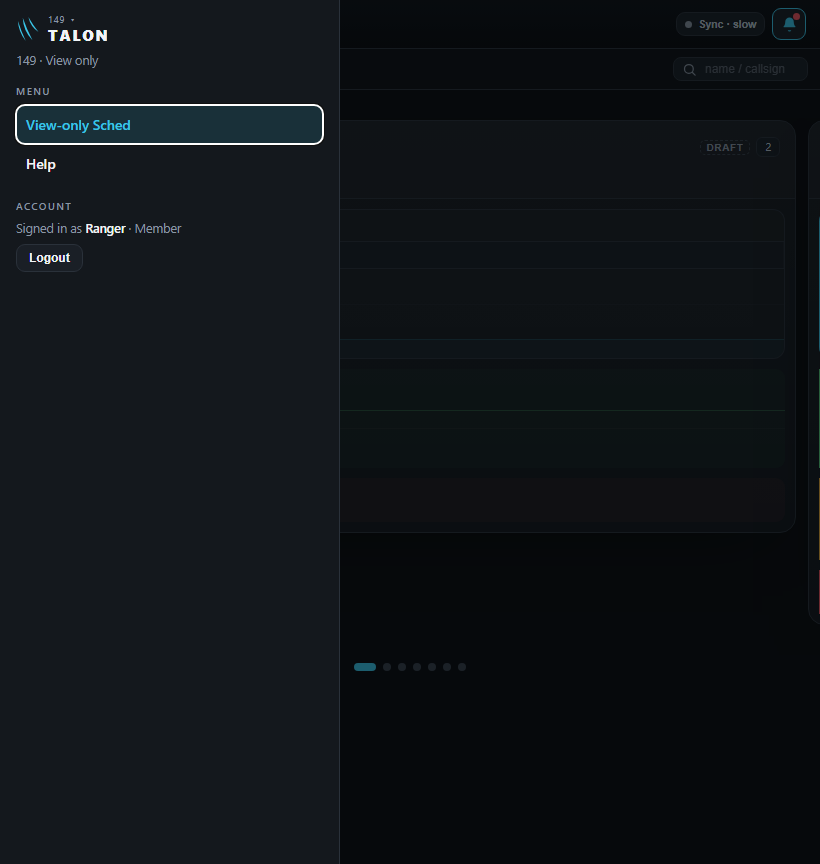 149
TALON
149 · View only
MENU
View-only Sched
Help
ACCOUNT
Signed in as Ranger · Member
Logout
Sync · slow
name / callsign
DRAFT
2